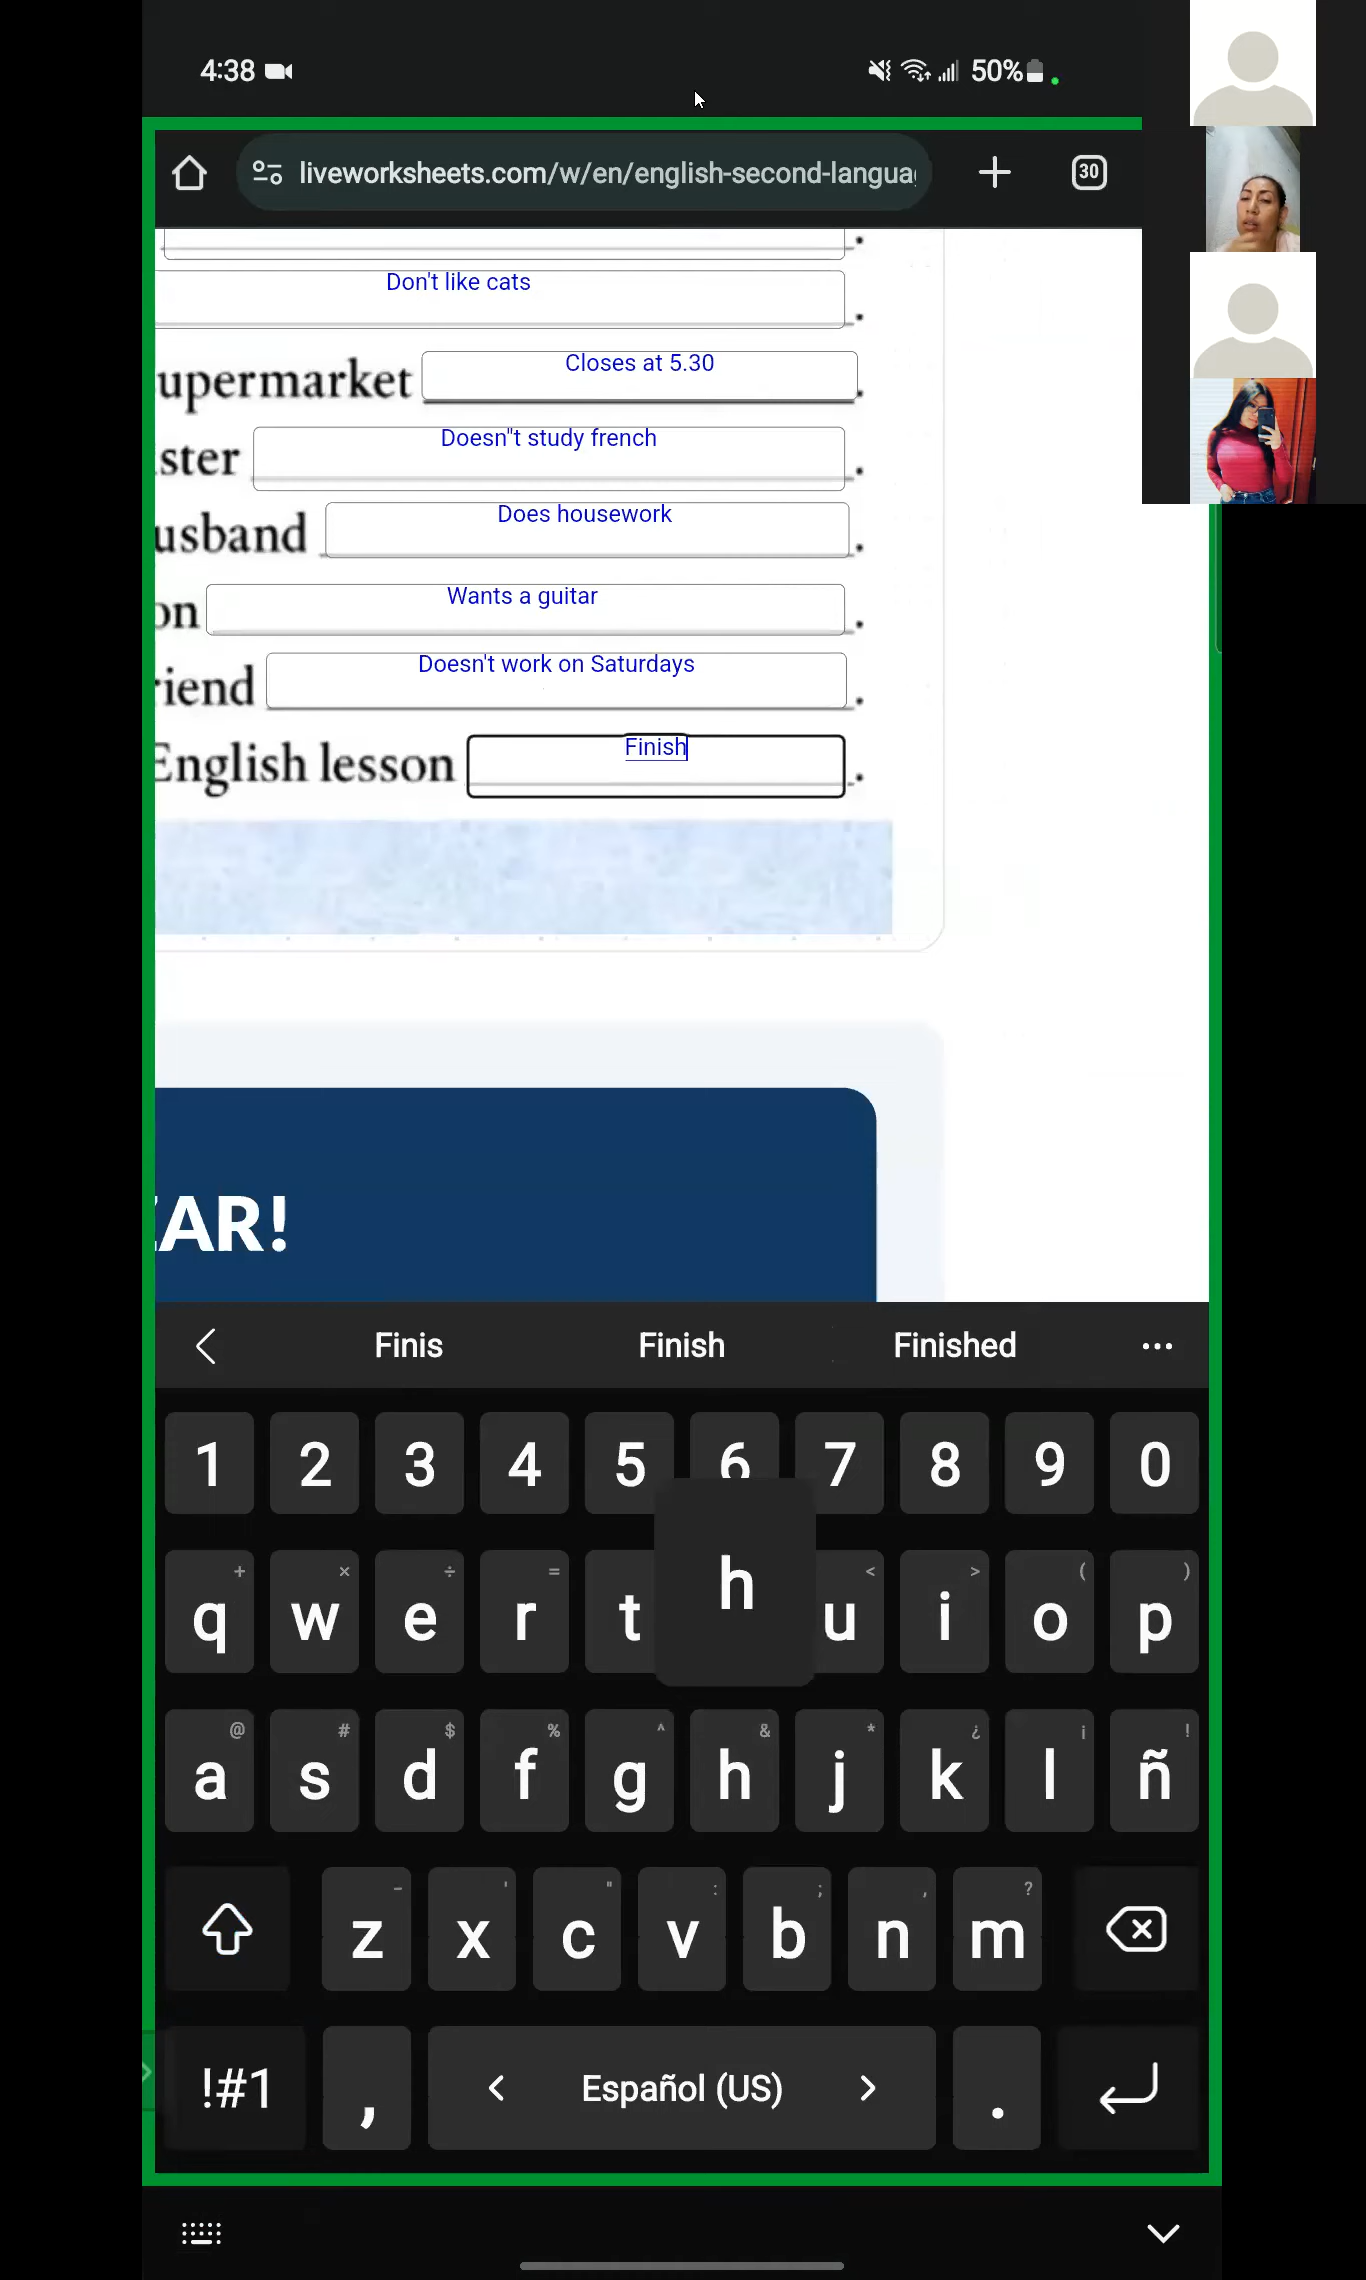 4:38
50%
liveworksheets.com/w/en/english-second-langua
30
.
Don't like cats
.
upermarket Closes at 5.30 .
ster Doesn"t study french .
usband Does housework .
on Wants a guitar .
riend Doesn't work on Saturdays .
English lesson Finish .
ZAR!
Finis Finish Finished ...
1 2 3 4 5 6 7 8 9 0
h
+ × ÷ = < > ( )
q w e r t u i o p
@ # $ % ^ & * ¿ ¡ !
a s d f g h j k l ñ
- ' " : ; , ?
z x c v b n m
!#1 , < Español (US) > .